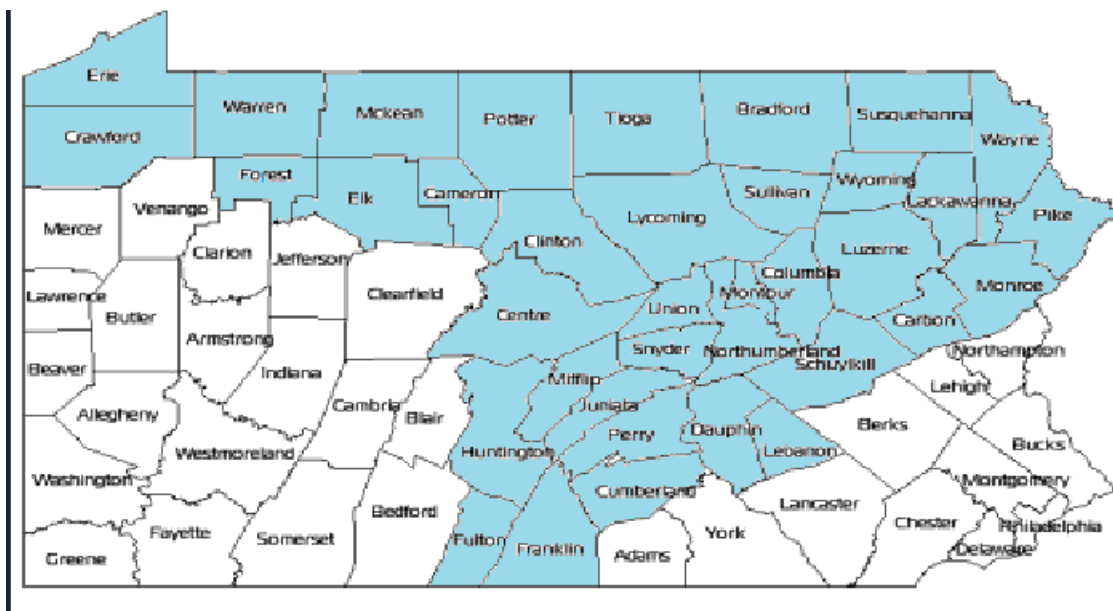 Erie
Warren
Mckean
Potter
Tioga
Bradford
Susquehanna
Wayne
Crawford
Forest
Elk
Cameron
Sullivan
Wyoming
Lackawanna
Pike
Venango
Mercer
Clarion
Jefferson
Clinton
Lycoming
Luzerne
Columbia
Monroe
Lawrence
Butler
Clearfield
Centre
Union
Montour
Carbon
Armstrong
Snyder
Northumberland
Schuylkill
Northampton
Beaver
Indiana
Mifflip
Lehigh
Allegheny
Cambria
Blair
Juniata
Perry
Dauphin
Berks
Bucks
Huntington
Lebanon
Westmoreland
Washington
Cumberland
Montgomery
Bedford
Lancaster
Fayette
Somerset
Fulton
Franklin
Adams
York
Chester
Philadelphia
Delaware
Greene